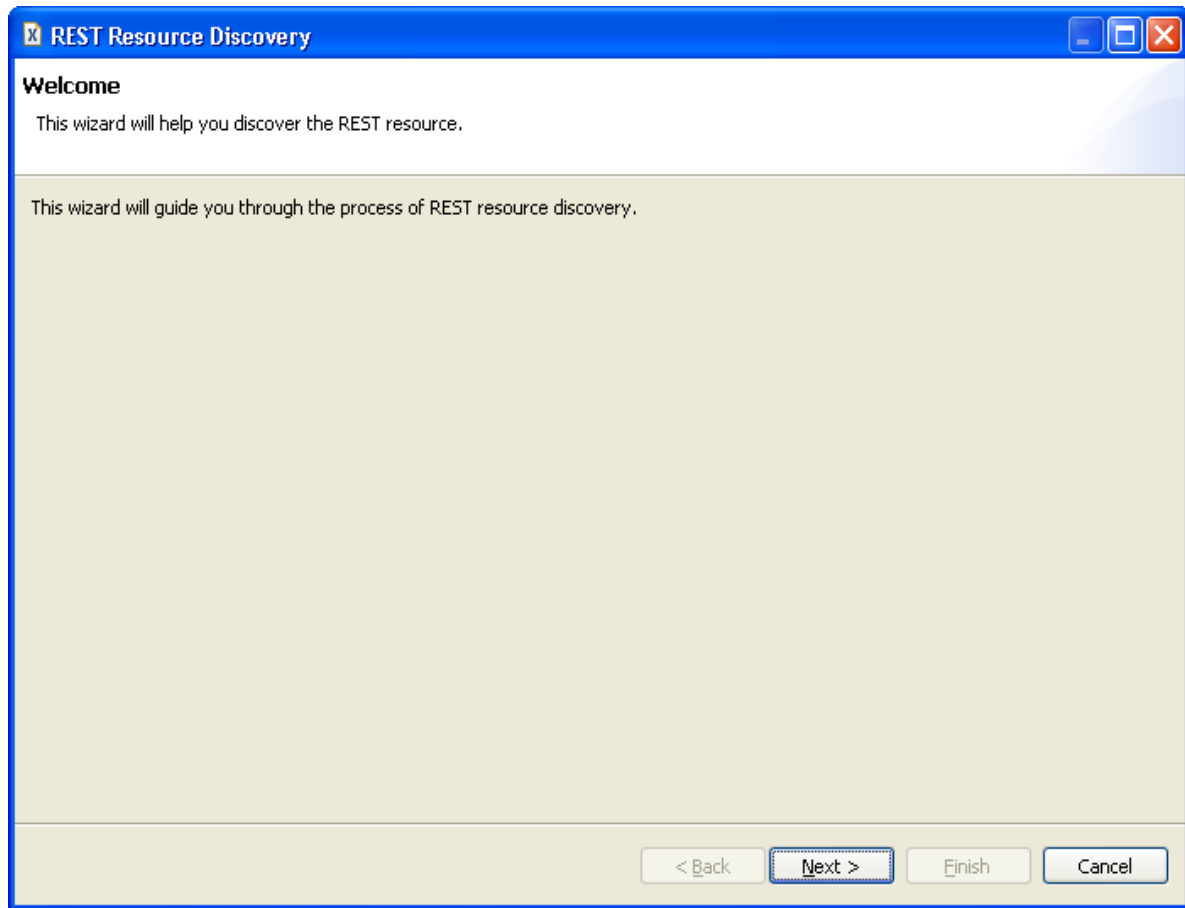 REST Resource Discovery
Welcome
This wizard will help you discover the REST resource.
This wizard will guide you through the process of REST resource discovery.
< Back Next > Finish Cancel